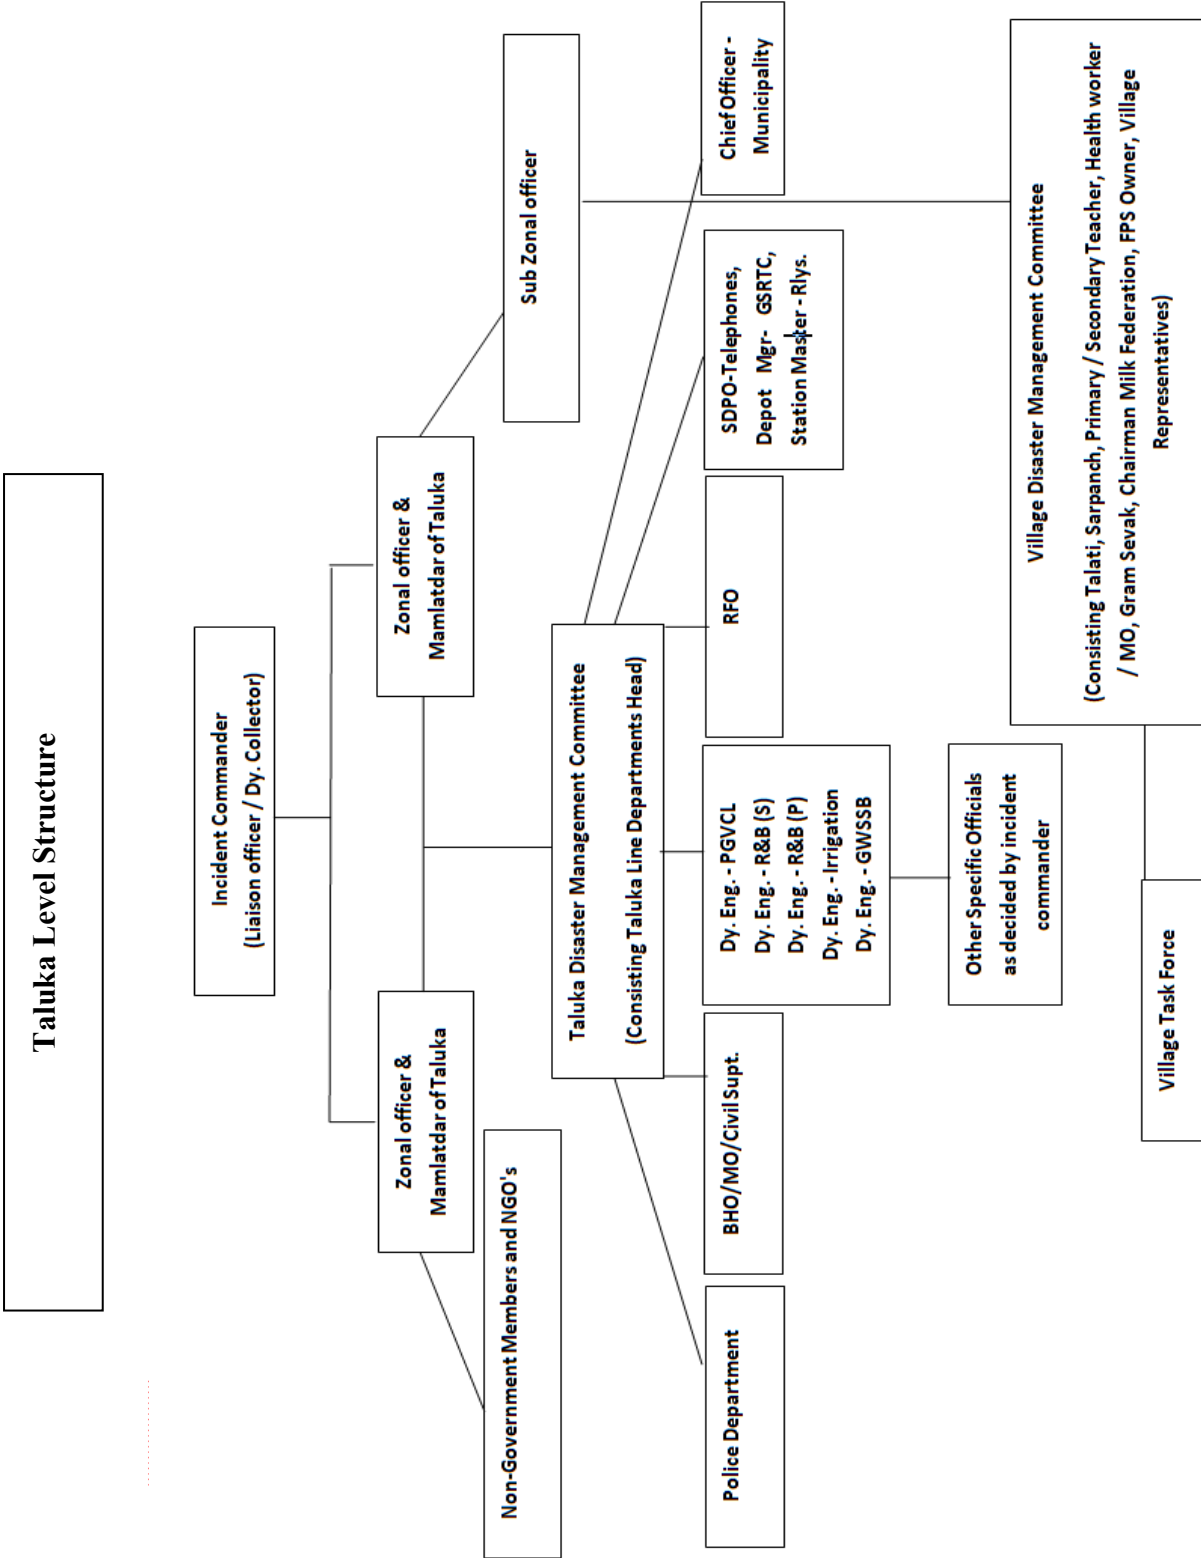 Taluka Level Structure
Incident Commander
(Liaison officer / Dy. Collector)
Zonal officer &
Mamlatdar of Taluka
Zonal officer &
Mamlatdar of Taluka
Non-Government Members and NGO's
Sub Zonal officer
Taluka Disaster Management Committee
(Consisting Taluka Line Departments Head)
Police Department
BHO/MO/Civil Supt.
Dy. Eng. - PGVCL
Dy. Eng. - R&B (S)
Dy. Eng. - R&B (P)
Dy. Eng. - Irrigation
Dy. Eng. - GWSSB
RFO
SDPO-Telephones,
Depot Mgr- GSRTC,
Station Master - Rlys.
Chief Officer -
Municipality
Other Specific Officials
as decided by incident
commander
Village Disaster Management Committee
(Consisting Talati, Sarpanch, Primary / Secondary Teacher, Health worker
/ MO, Gram Sevak, Chairman Milk Federation, FPS Owner, Village
Representatives)
Village Task Force